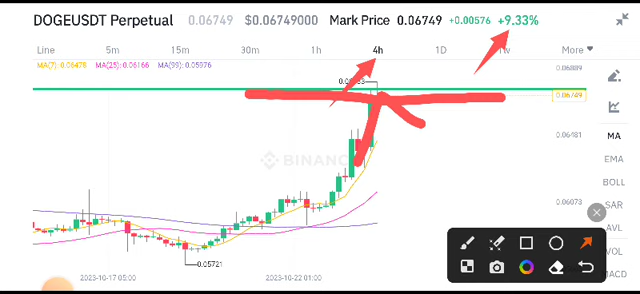 DOGEUSDT Perpetual 0.06749 $0.06749000 Mark Price 0.06749 +0.00576 +9.33%
Line 5m 15m 30m 1h 4h 1D More
MA(7): 0.06478 MA(25): 0.06166 MA(99): 0.05976
0.06889
0.06749
0.06481
0.06073
0.05721
BINANC
2023-10-17 05:00 2023-10-22 01:00
MA
EMA
BOLL
SAR
AVL
VOL
MACD